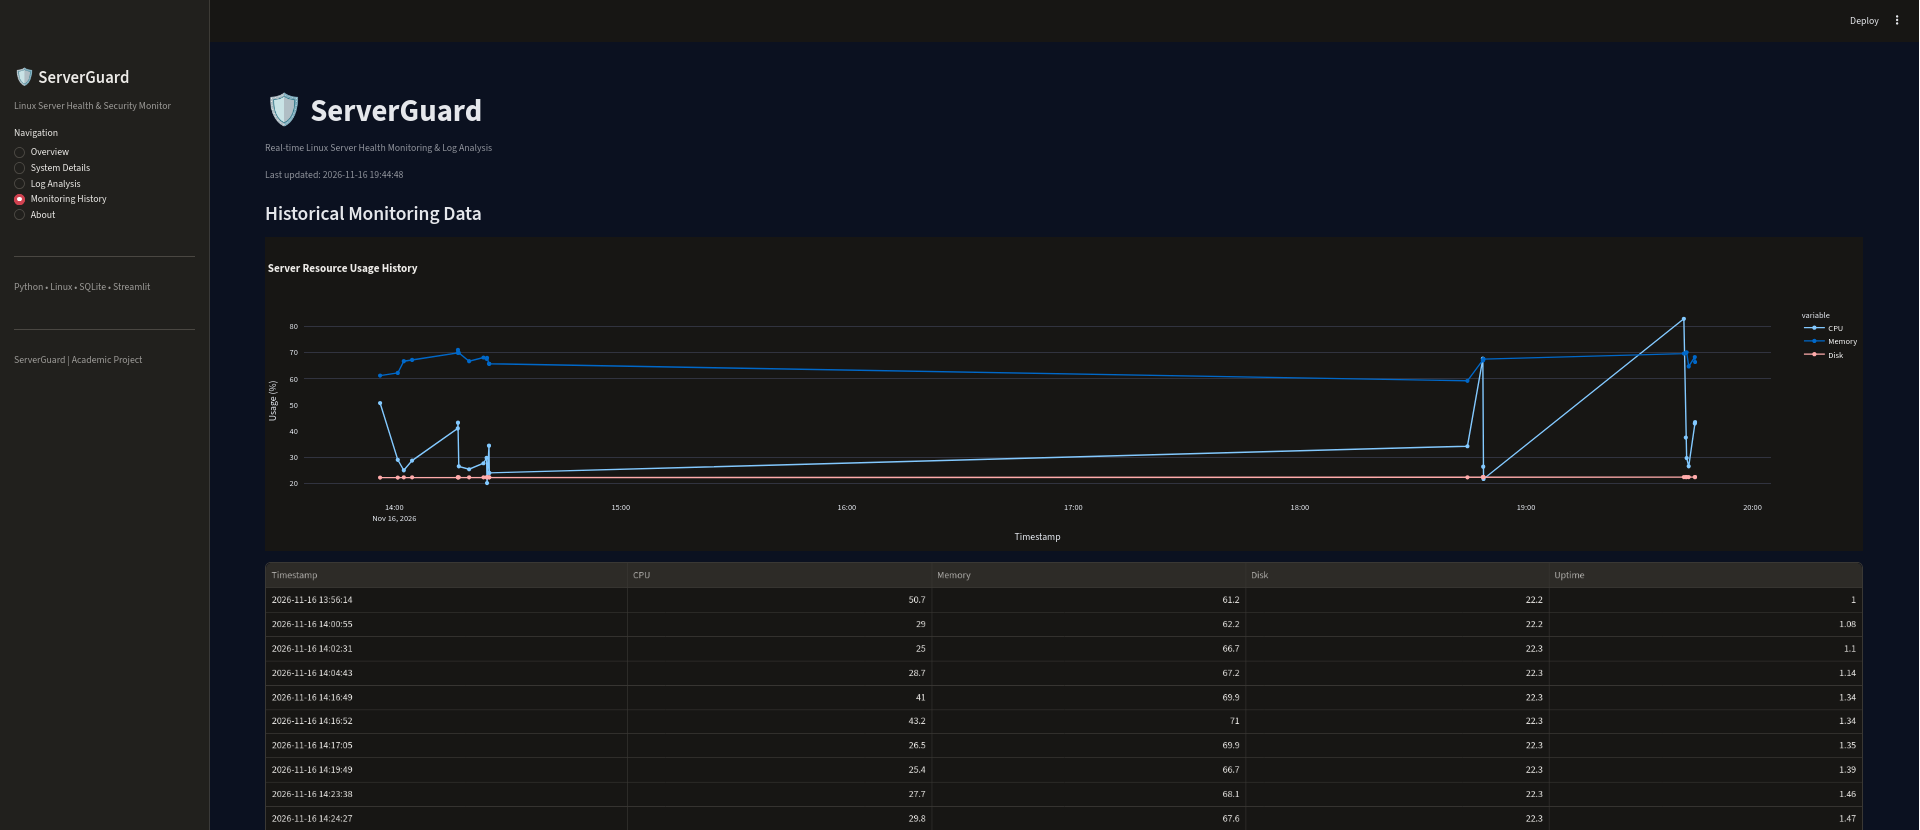 Deploy
ServerGuard
Linux Server Health & Security Monitor
Navigation
Overview
System Details
Log Analysis
Monitoring History
About
Python • Linux • SQLite • Streamlit
ServerGuard | Academic Project
ServerGuard
Real-time Linux Server Health Monitoring & Log Analysis
Last updated: 2026-11-16 19:44:48
Historical Monitoring Data
Server Resource Usage History
variable
CPU
Memory
Disk
Usage (%)
80
70
60
50
40
30
20
14:00 15:00 16:00 17:00 18:00 19:00 20:00
Nov 16, 2026
Timestamp
Timestamp CPU Memory Disk Uptime
2026-11-16 13:56:14 50.7 61.2 22.2 1
2026-11-16 14:00:55 29 62.2 22.2 1.08
2026-11-16 14:02:31 25 66.7 22.3 1.1
2026-11-16 14:04:43 28.7 67.2 22.3 1.14
2026-11-16 14:16:49 41 69.9 22.3 1.34
2026-11-16 14:16:52 43.2 71 22.3 1.34
2026-11-16 14:17:05 26.5 69.9 22.3 1.35
2026-11-16 14:19:49 25.4 66.7 22.3 1.39
2026-11-16 14:23:38 27.7 68.1 22.3 1.46
2026-11-16 14:24:27 29.8 67.6 22.3 1.47